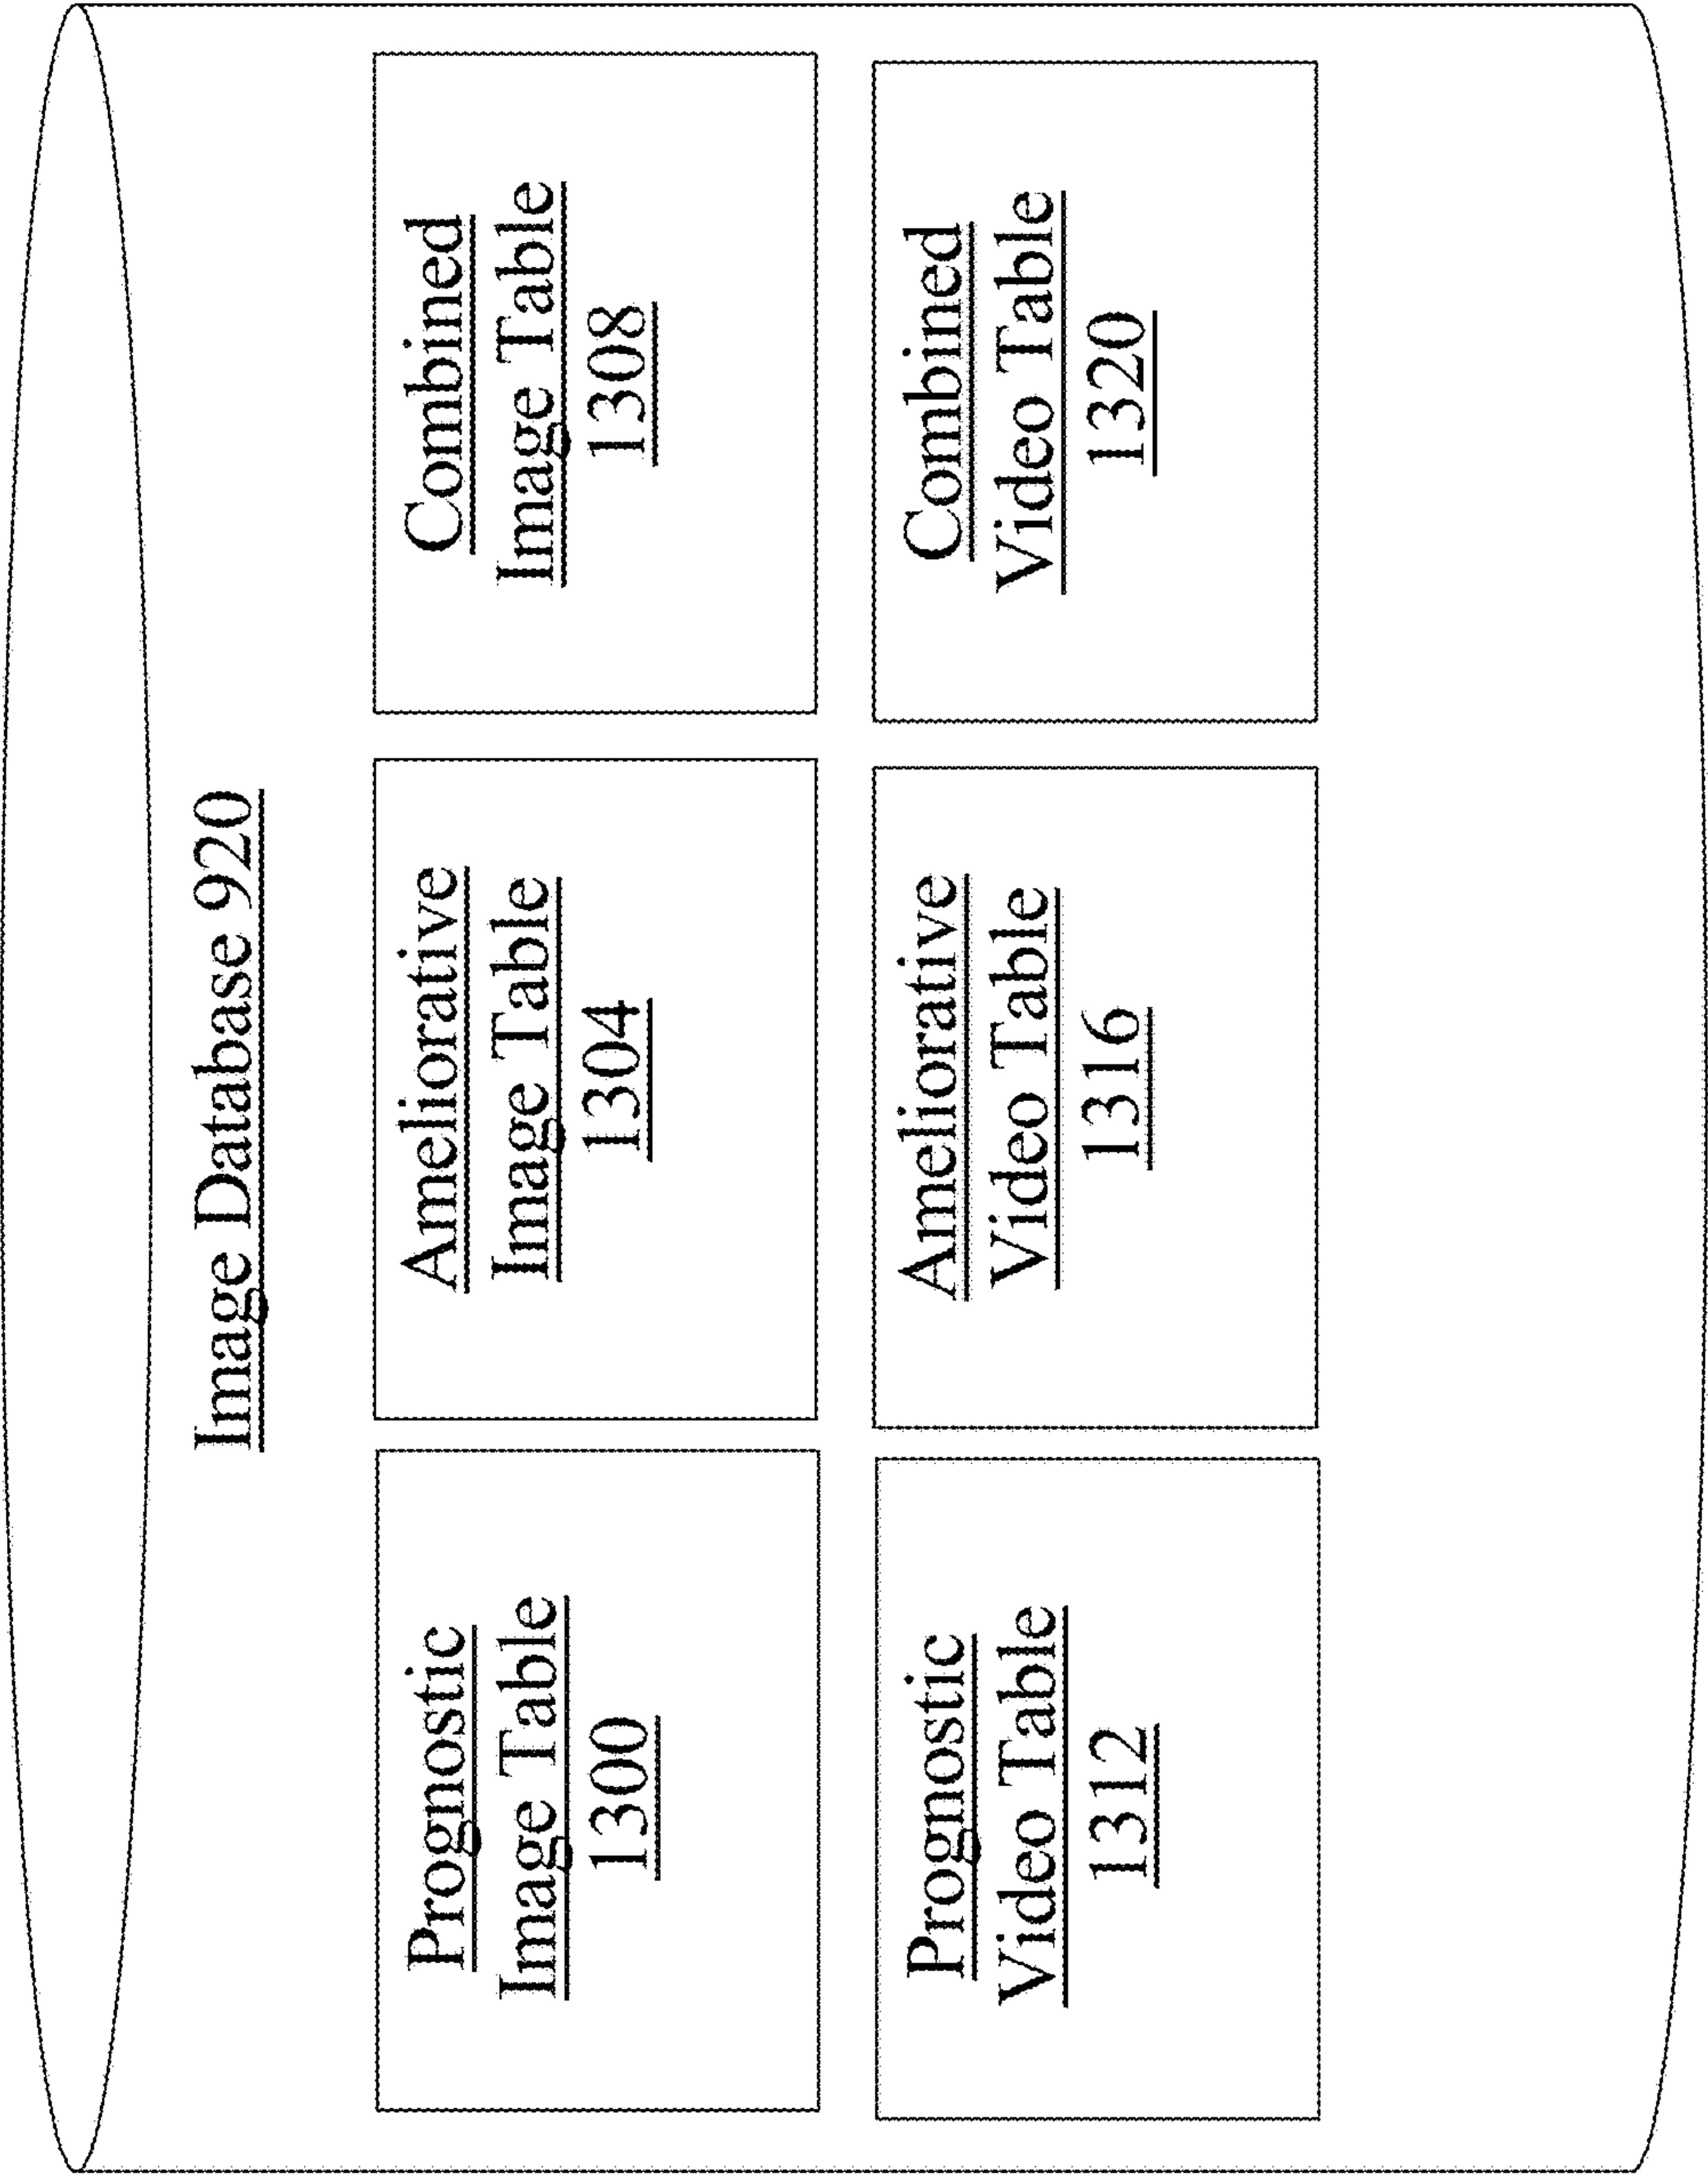 Image Database 920
Prognostic
Image Table
1300
Ameliorative
Image Table
1304
Combined
Image Table
1308
Prognostic
Video Table
1312
Ameliorative
Video Table
1316
Combined
Video Table
1320